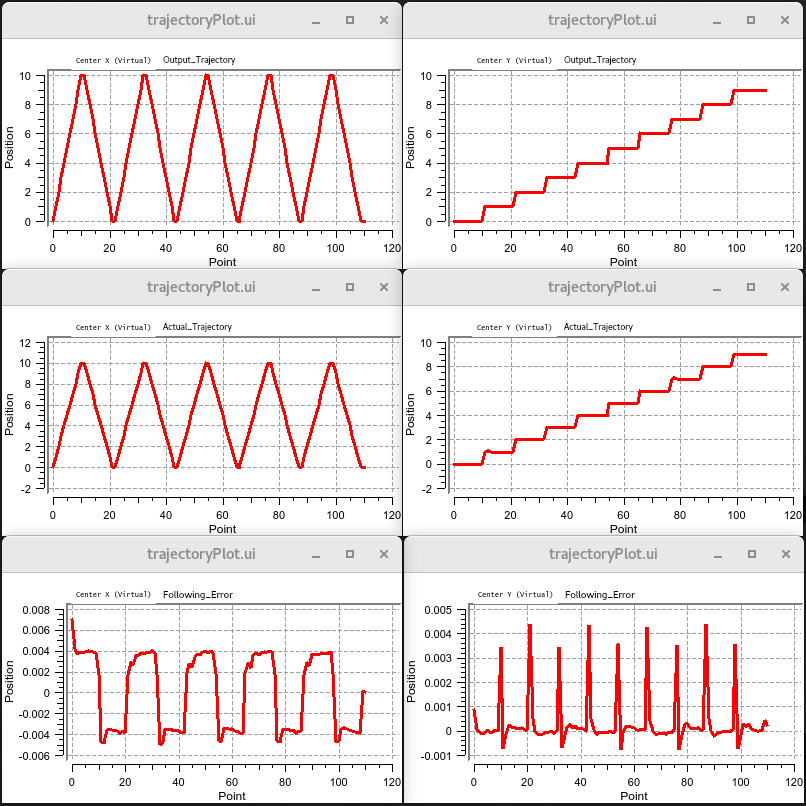 trajectoryPlot.ui
Center X (Virtual) Output_Trajectory
Position
10
8
6
4
2
0
0 20 40 60 80 100 120
Point
trajectoryPlot.ui
Center Y (Virtual) Output_Trajectory
Position
10
8
6
4
2
0
0 20 40 60 80 100 120
Point
trajectoryPlot.ui
Center X (Virtual) Actual_Trajectory
Position
12
10
8
6
4
2
0
-2
0 20 40 60 80 100 120
Point
trajectoryPlot.ui
Center Y (Virtual) Actual_Trajectory
Position
10
8
6
4
2
0
-2
0 20 40 60 80 100 120
Point
trajectoryPlot.ui
Center X (Virtual) Following_Error
Position
0.008
0.006
0.004
0.002
0
-0.002
-0.004
-0.006
0 20 40 60 80 100 120
Point
trajectoryPlot.ui
Center Y (Virtual) Following_Error
Position
0.005
0.004
0.003
0.002
0.001
0
-0.001
0 20 40 60 80 100 120
Point